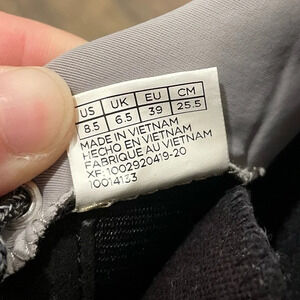 US UK EU CM
8.5 6.5 39 25.5
MADE IN VIETNAM
HECHO EN VIETNAM
FABRIQUE AU VIETNAM
XF: 1002920419-20
10014133